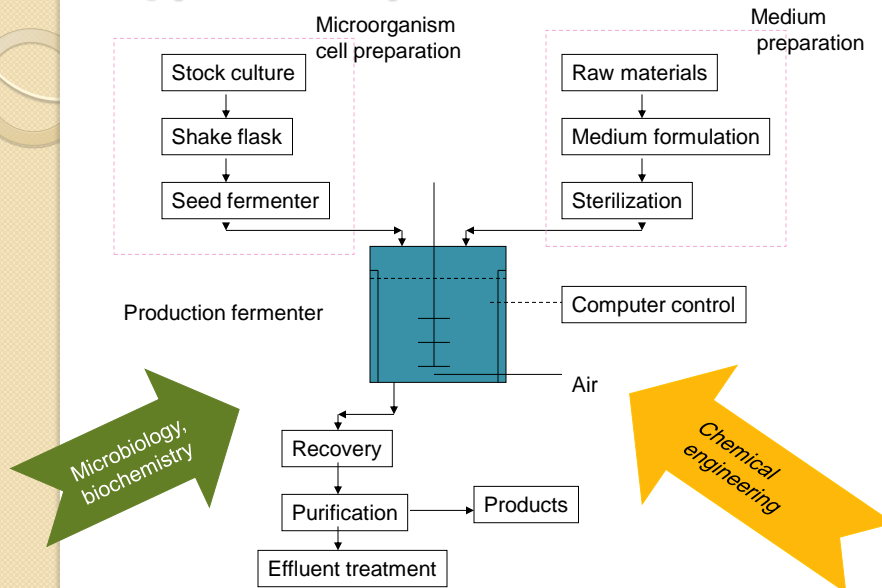 Microorganism
cell preparation
Stock culture
Shake flask
Seed fermenter
Medium
preparation
Raw materials
Medium formulation
Sterilization
Production fermenter
Computer control
Air
Microbiology,
biochemistry
Chemical
engineering
Recovery
Purification
Products
Effluent treatment